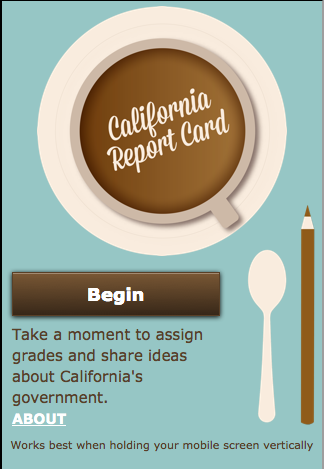 California
Report Card
Begin
Take a moment to assign
grades and share ideas
about California's
government.
ABOUT
Works best when holding your mobile screen vertically